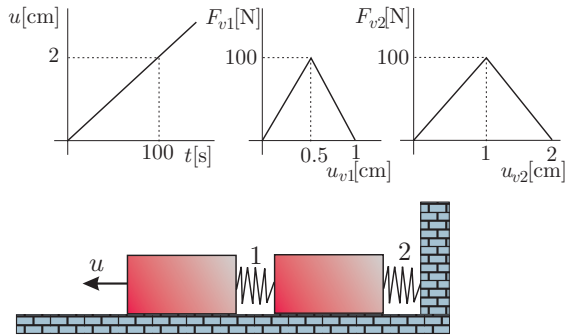 u[cm]
2
100 t[s]
F_{v1}[N]
100
0.5 1
u_{v1}[cm]
F_{v2}[N]
100
1 2
u_{v2}[cm]
u 1 2